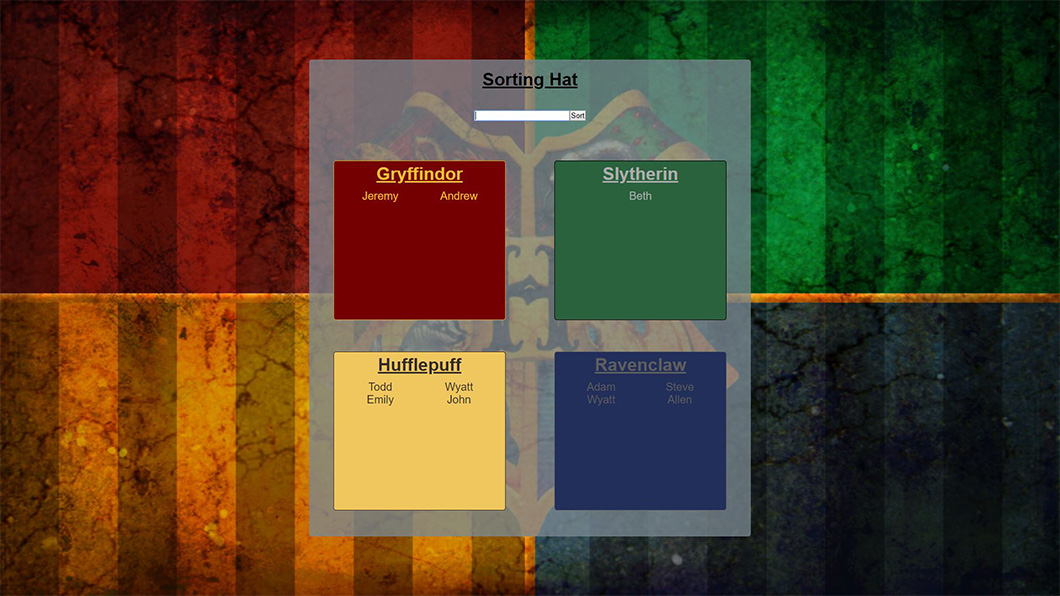 Sorting Hat
Sort
Gryffindor
Jeremy Andrew
Slytherin
Beth
Hufflepuff
Todd Wyatt
Emily John
Ravenclaw
Adam Steve
Wyatt Allen